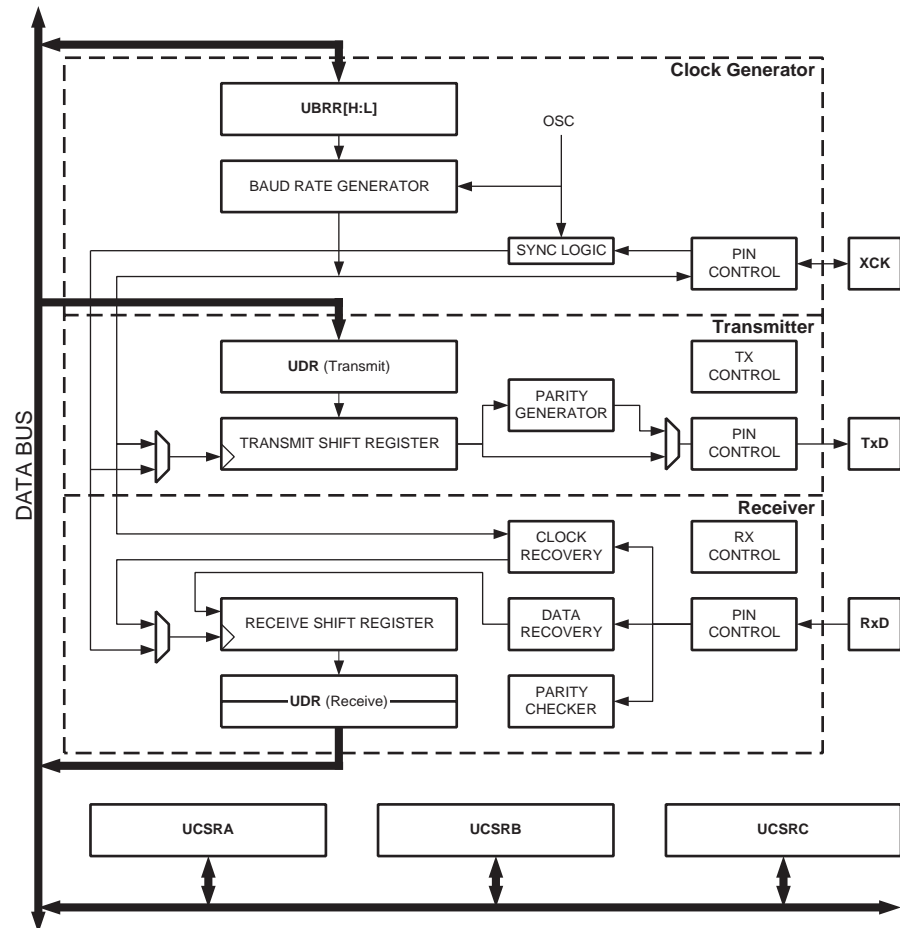 Clock Generator
UBRR[H:L]
OSC
BAUD RATE GENERATOR
SYNC LOGIC
PIN
CONTROL
XCK
Transmitter
UDR (Transmit)
TX
CONTROL
PARITY
GENERATOR
TRANSMIT SHIFT REGISTER
PIN
CONTROL
TxD
DATA BUS
Receiver
CLOCK
RECOVERY
RX
CONTROL
RECEIVE SHIFT REGISTER
DATA
RECOVERY
PIN
CONTROL
RxD
UDR (Receive)
PARITY
CHECKER
UCSRA
UCSRB
UCSRC